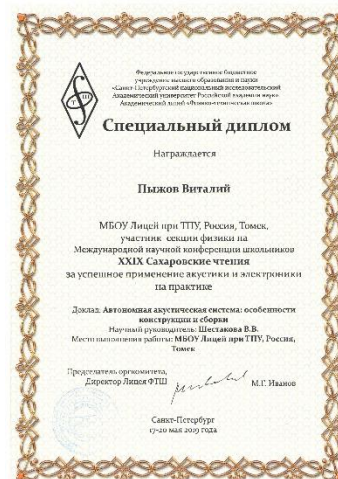 Федеральное государственное бюджетное
учреждение высшего образования и науки
«Санкт-Петербургский национальный исследовательский
Академический университет Российской академии наук»
Академический лицей «Физико-техническая школа»
Специальный диплом
Награждается
Пыжов Виталий
МБОУ Лицей при ТПУ, Россия, Томск,
участник секции физики на
Международной научной конференции школьников
XXIX Сахаровские чтения
за успешное применение акустики и электроники
на практике
Доклад: Автономная акустическая система: особенности
конструкции и сборки
Научный руководитель: Шестакова В.В.
Место выполнения работы: МБОУ Лицей при ТПУ, Россия,
Томск
Председатель оргкомитета,
Директор Лицея ФТШ
М.Г. Иванов
Санкт-Петербург
17-20 мая 2019 года